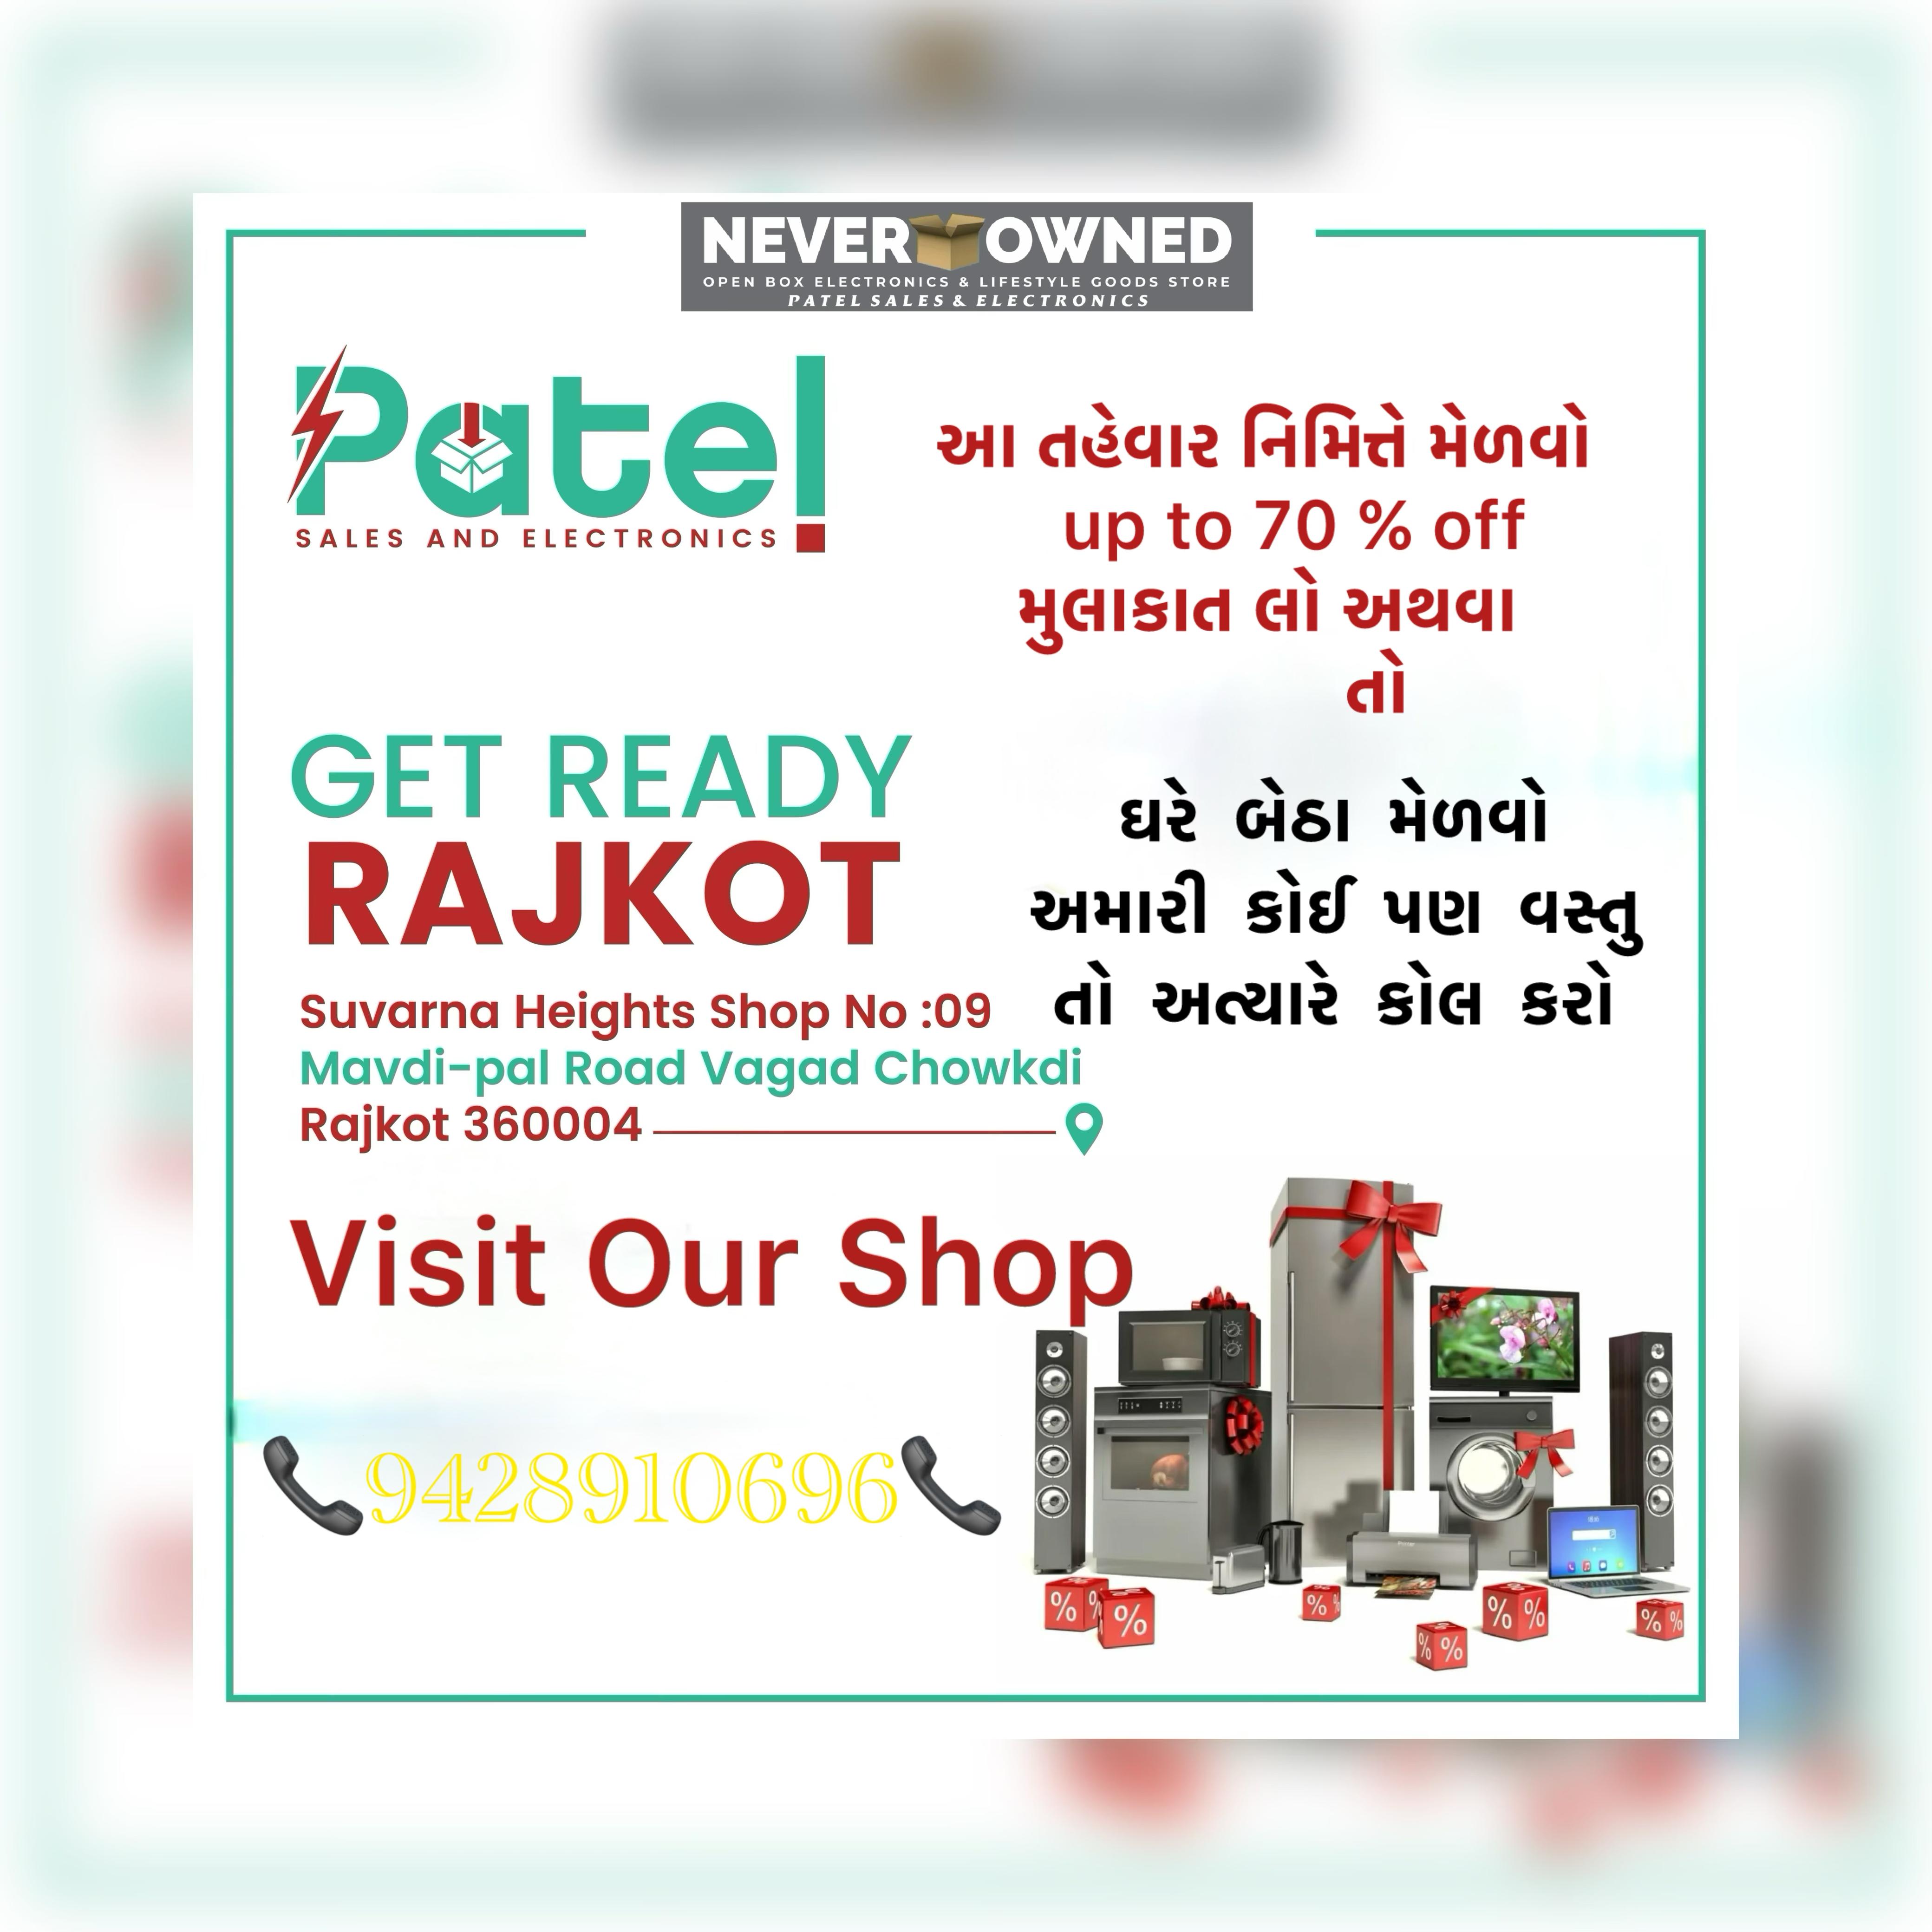 NEVER OWNED
OPEN BOX ELECTRONICS & LIFESTYLE GOODS STORE
PATEL SALES & ELECTRONICS
Patel
SALES AND ELECTRONICS
આ તહેવાર નિમિત્તે મેળવો
up to 70 % off
મુલાકાત લો અથવા
તો
GET READY
RAJKOT
ઘરે બેઠા મેળવો
અમારી કોઈ પણ વસ્તુ
તો અત્યારે કોલ કરો
Suvarna Heights Shop No :09
Mavdi-pal Road Vagad Chowkdi
Rajkot 360004
Visit Our Shop
9428910696
% %
%
% %
% %
% %
% %